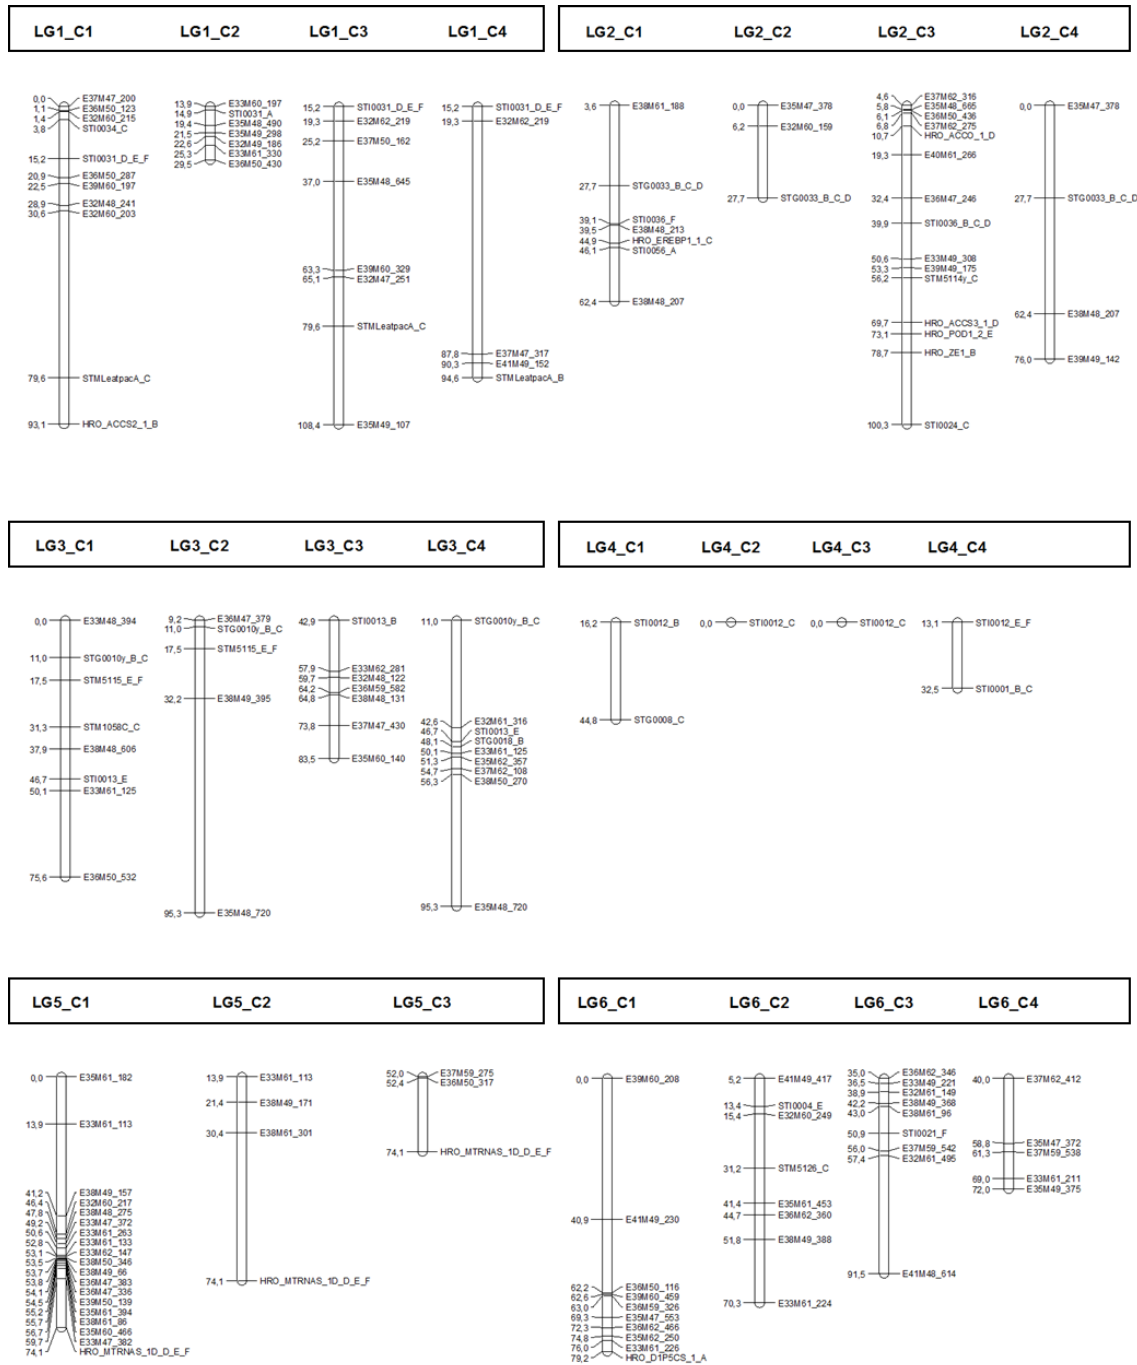 LG1_C1 LG1_C2 LG1_C3 LG1_C4
0,0 E37M47_200
1,1 E36M50_123
1,4 E32M60_215
3,8 STI0034_C
15,2 STI0031_D_E_F
20,9 E36M50_287
22,5 E39M60_197
28,9 E32M48_241
30,6 E32M60_203
79,6 STMLeatpacA_C
93,1 HRO_ACCS2_1_B
13,9 E33M60_197
14,9 STI0031_A
19,4 E35M48_490
21,5 E35M49_298
22,6 E32M49_186
25,3 E33M61_330
29,5 E36M50_430
15,2 STI0031_D_E_F
19,3 E32M62_219
25,2 E37M50_162
37,0 E35M48_645
63,3 E39M60_329
65,1 E32M47_251
79,6 STMLeatpacA_C
108,4 E35M49_107
15,2 STI0031_D_E_F
19,3 E32M62_219
87,8 E37M47_317
90,3 E41M49_152
94,6 STMLeatpacA_B
LG2_C1 LG2_C2 LG2_C3 LG2_C4
3,6 E38M61_188
27,7 STG0033_B_C_D
39,1 STI0036_F
39,5 E38M48_213
44,9 HRO_EREBP1_1_C
46,1 STI0056_A
62,4 E38M48_207
0,0 E35M47_378
6,2 E32M60_159
27,7 STG0033_B_C_D
4,6 E37M62_316
5,8 E35M48_665
6,1 E36M50_436
6,8 E37M62_275
10,7 HRO_ACCO_1_D
19,3 E40M61_266
32,4 E36M47_246
39,9 STI0036_B_C_D
50,6 E33M49_308
53,3 E39M49_175
56,2 STM5114y_C
69,7 HRO_ACCS3_1_D
73,1 HRO_POD1_2_E
78,7 HRO_ZE1_B
100,3 STI0024_C
0,0 E35M47_378
27,7 STG0033_B_C_D
62,4 E38M48_207
76,0 E39M49_142
LG3_C1 LG3_C2 LG3_C3 LG3_C4
0,0 E33M48_394
11,0 STG0010y_B_C
17,5 STM5115_E_F
31,3 STM1058C_C
37,9 E38M48_606
46,7 STI0013_E
50,1 E33M61_125
75,6 E36M50_532
9,2 E36M47_379
11,0 STG0010y_B_C
17,5 STM5115_E_F
32,2 E38M49_395
95,3 E35M48_720
42,9 STI0013_B
57,9 E33M62_281
59,7 E32M48_122
64,2 E36M59_582
64,8 E38M48_131
73,8 E37M47_430
83,5 E35M60_140
11,0 STG0010y_B_C
42,6 E32M61_316
46,7 STI0013_E
48,1 STG0018_B
50,1 E33M61_125
51,3 E35M62_357
54,7 E37M62_108
56,3 E38M50_270
95,3 E35M48_720
LG4_C1 LG4_C2 LG4_C3 LG4_C4
16,2 STI0012_B
44,8 STG0008_C
0,0 STI0012_C
0,0 STI0012_C
13,1 STI0012_E_F
32,5 STI0001_B_C
LG5_C1 LG5_C2 LG5_C3
0,0 E35M61_182
13,9 E33M61_113
41,2 E38M49_157
46,4 E32M60_217
47,8 E38M48_275
49,2 E33M47_372
50,6 E33M61_263
52,8 E33M61_133
53,1 E33M62_147
53,5 E38M50_346
53,7 E38M49_66
53,8 E36M47_383
54,1 E36M47_336
54,5 E39M50_139
55,2 E35M61_394
55,7 E38M61_86
56,7 E35M60_466
59,7 E33M47_382
74,1 HRO_MTRNAS_1D_D_E_F
13,9 E33M61_113
21,4 E38M49_171
30,4 E38M61_301
74,1 HRO_MTRNAS_1D_D_E_F
52,0 E37M59_275
52,4 E36M50_317
74,1 HRO_MTRNAS_1D_D_E_F
LG6_C1 LG6_C2 LG6_C3 LG6_C4
0,0 E39M60_208
40,9 E41M49_230
62,2 E36M50_116
62,6 E39M60_459
63,0 E36M59_326
69,3 E35M47_553
72,3 E36M62_466
74,8 E35M62_250
76,0 E33M61_226
79,2 HRO_D1P5CS_1_A
5,2 E41M49_417
13,4 STI0004_E
15,4 E32M60_249
31,2 STM5126_C
41,4 E35M61_453
44,7 E36M62_360
51,8 E38M49_388
70,3 E33M61_224
35,0 E36M62_346
36,5 E33M49_221
38,9 E32M61_149
42,2 E38M49_368
43,0 E38M61_96
50,9 STI0021_F
56,0 E37M59_542
57,4 E32M61_495
91,5 E41M48_614
40,0 E37M62_412
58,8 E35M47_372
61,3 E37M59_538
69,0 E33M61_211
72,0 E35M49_375